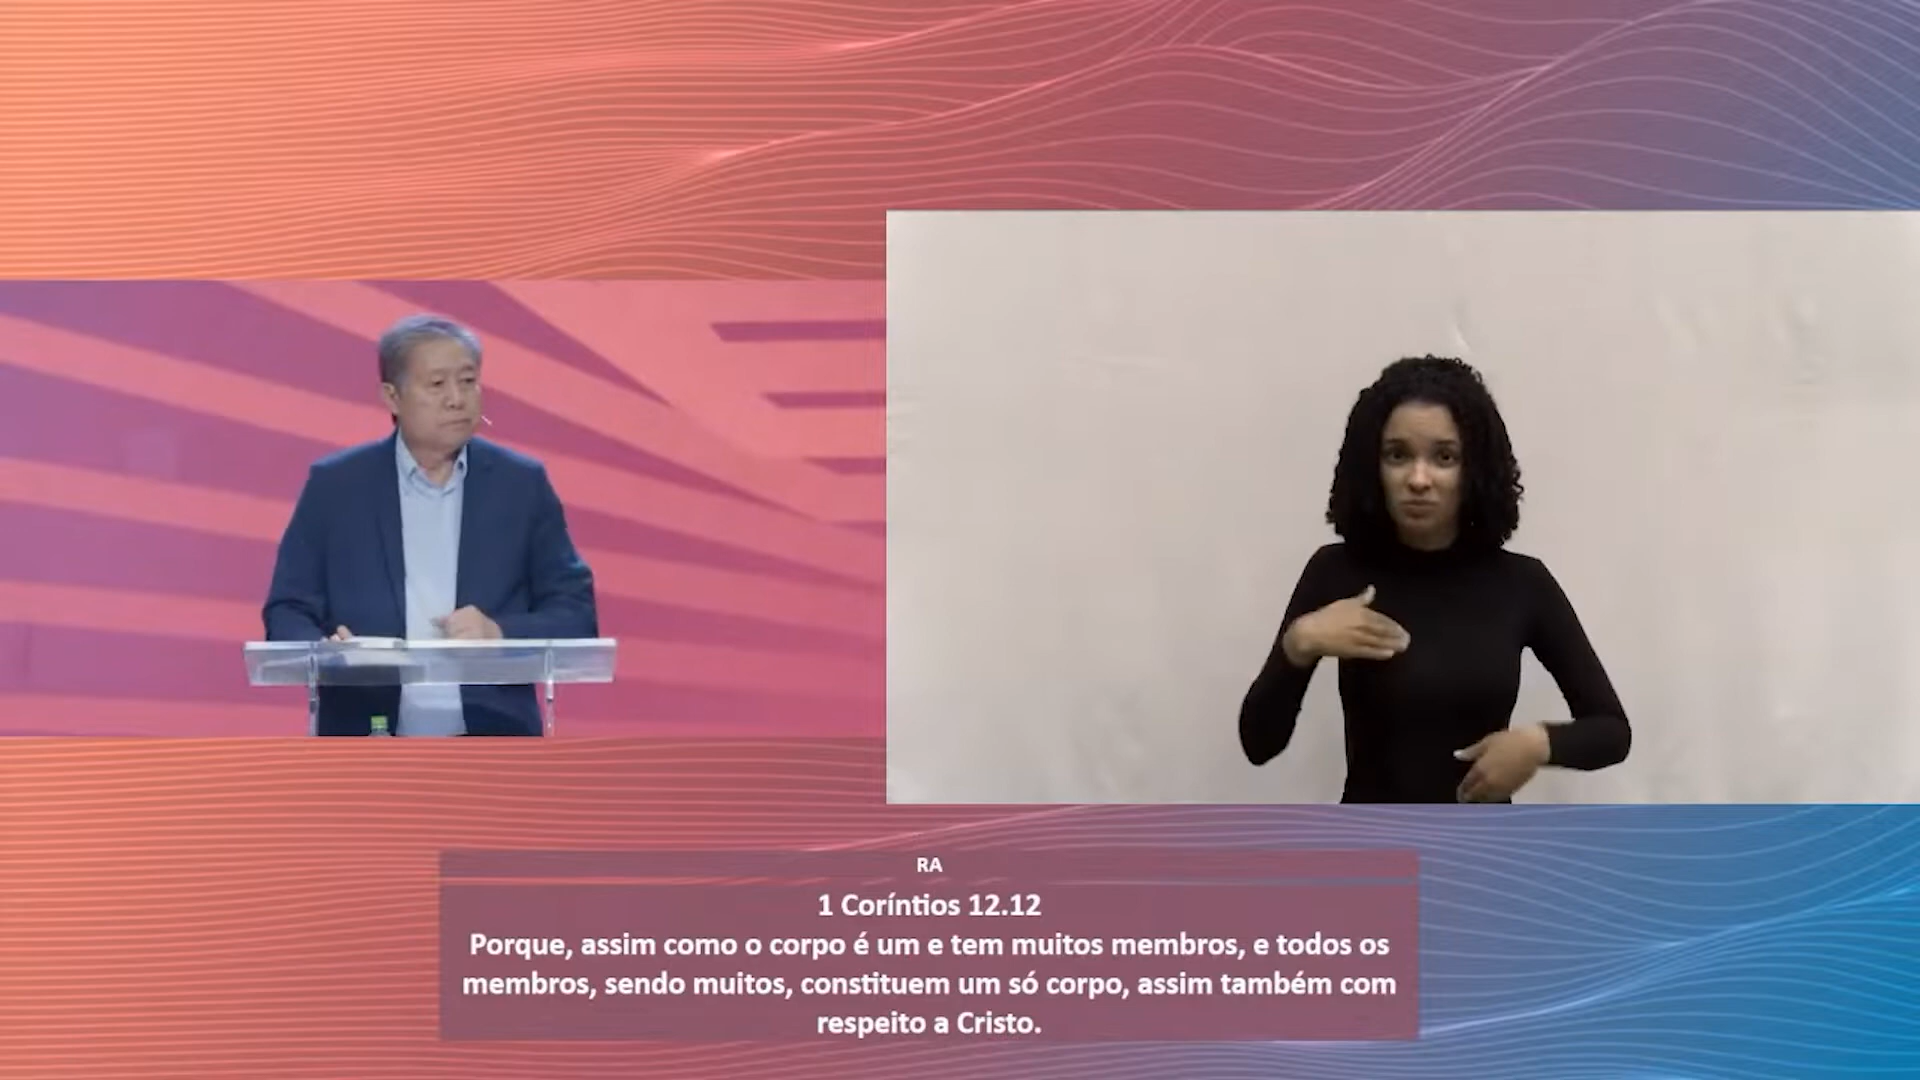 RA
1 Coríntios 12.12
Porque, assim como o corpo é um e tem muitos membros, e todos os
membros, sendo muitos, constituem um só corpo, assim também com
respeito a Cristo.